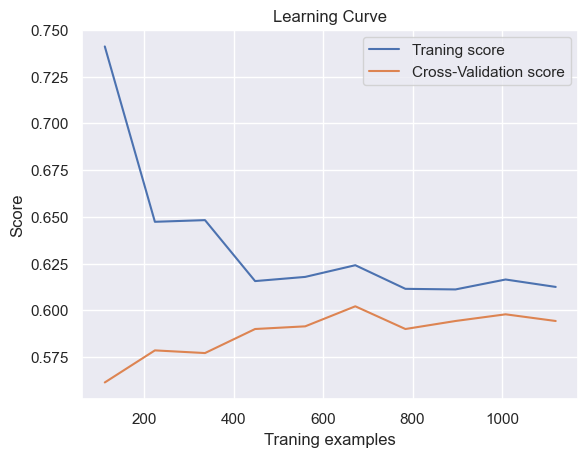 Learning Curve
Traning score
Cross-Validation score
0.750
0.725
0.700
0.675
0.650
0.625
0.600
0.575
Score
200
400
600
800
1000
Traning examples